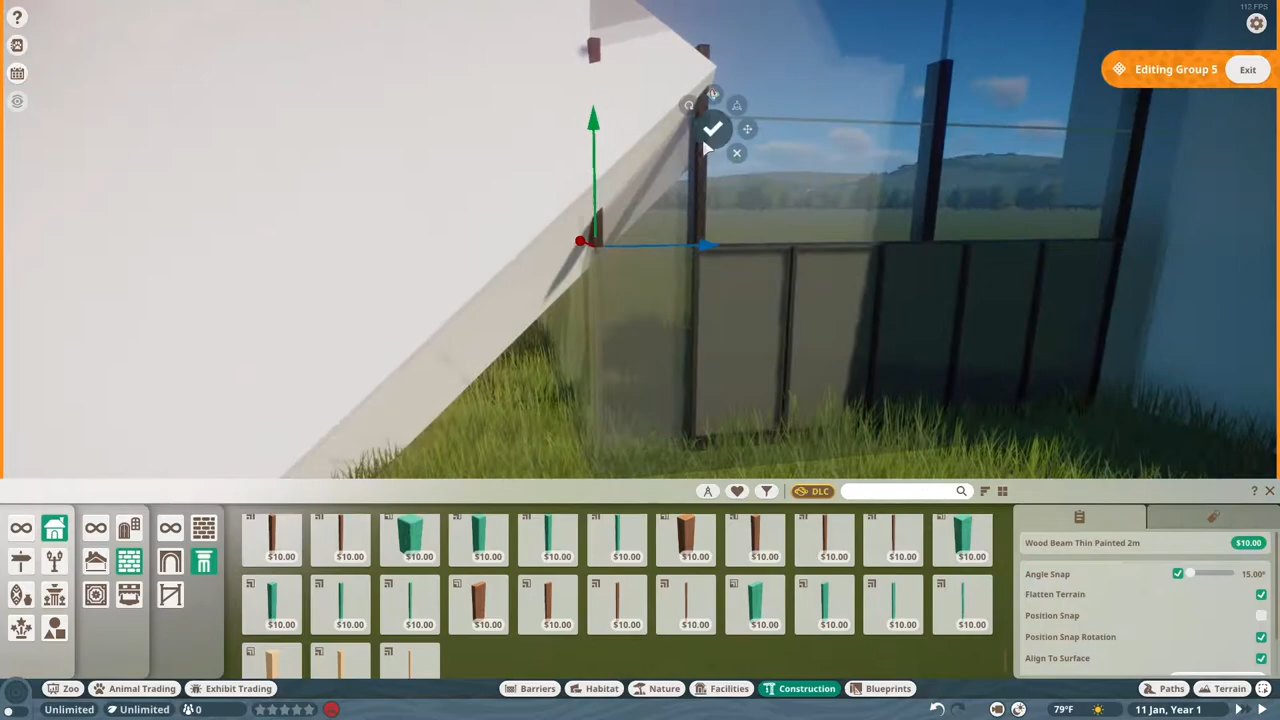 112 FPS
Editing Group 5
Exit
DLC
$10.00 $10.00 $10.00 $10.00 $10.00 $10.00 $10.00 $10.00 $10.00 $10.00 $10.00
$10.00 $10.00 $10.00 $10.00 $10.00 $10.00 $10.00 $10.00 $10.00 $10.00 $10.00
?
?
Wood Beam Thin Painted 2m
$10.00
Angle Snap
15.00°
Flatten Terrain
Position Snap
Position Snap Rotation
Align To Surface
Zoo
Animal Trading
Exhibit Trading
Barriers
Habitat
Nature
Facilities
Construction
Blueprints
Paths
Terrain
Unlimited
Unlimited
0
79°F
11 Jan, Year 1